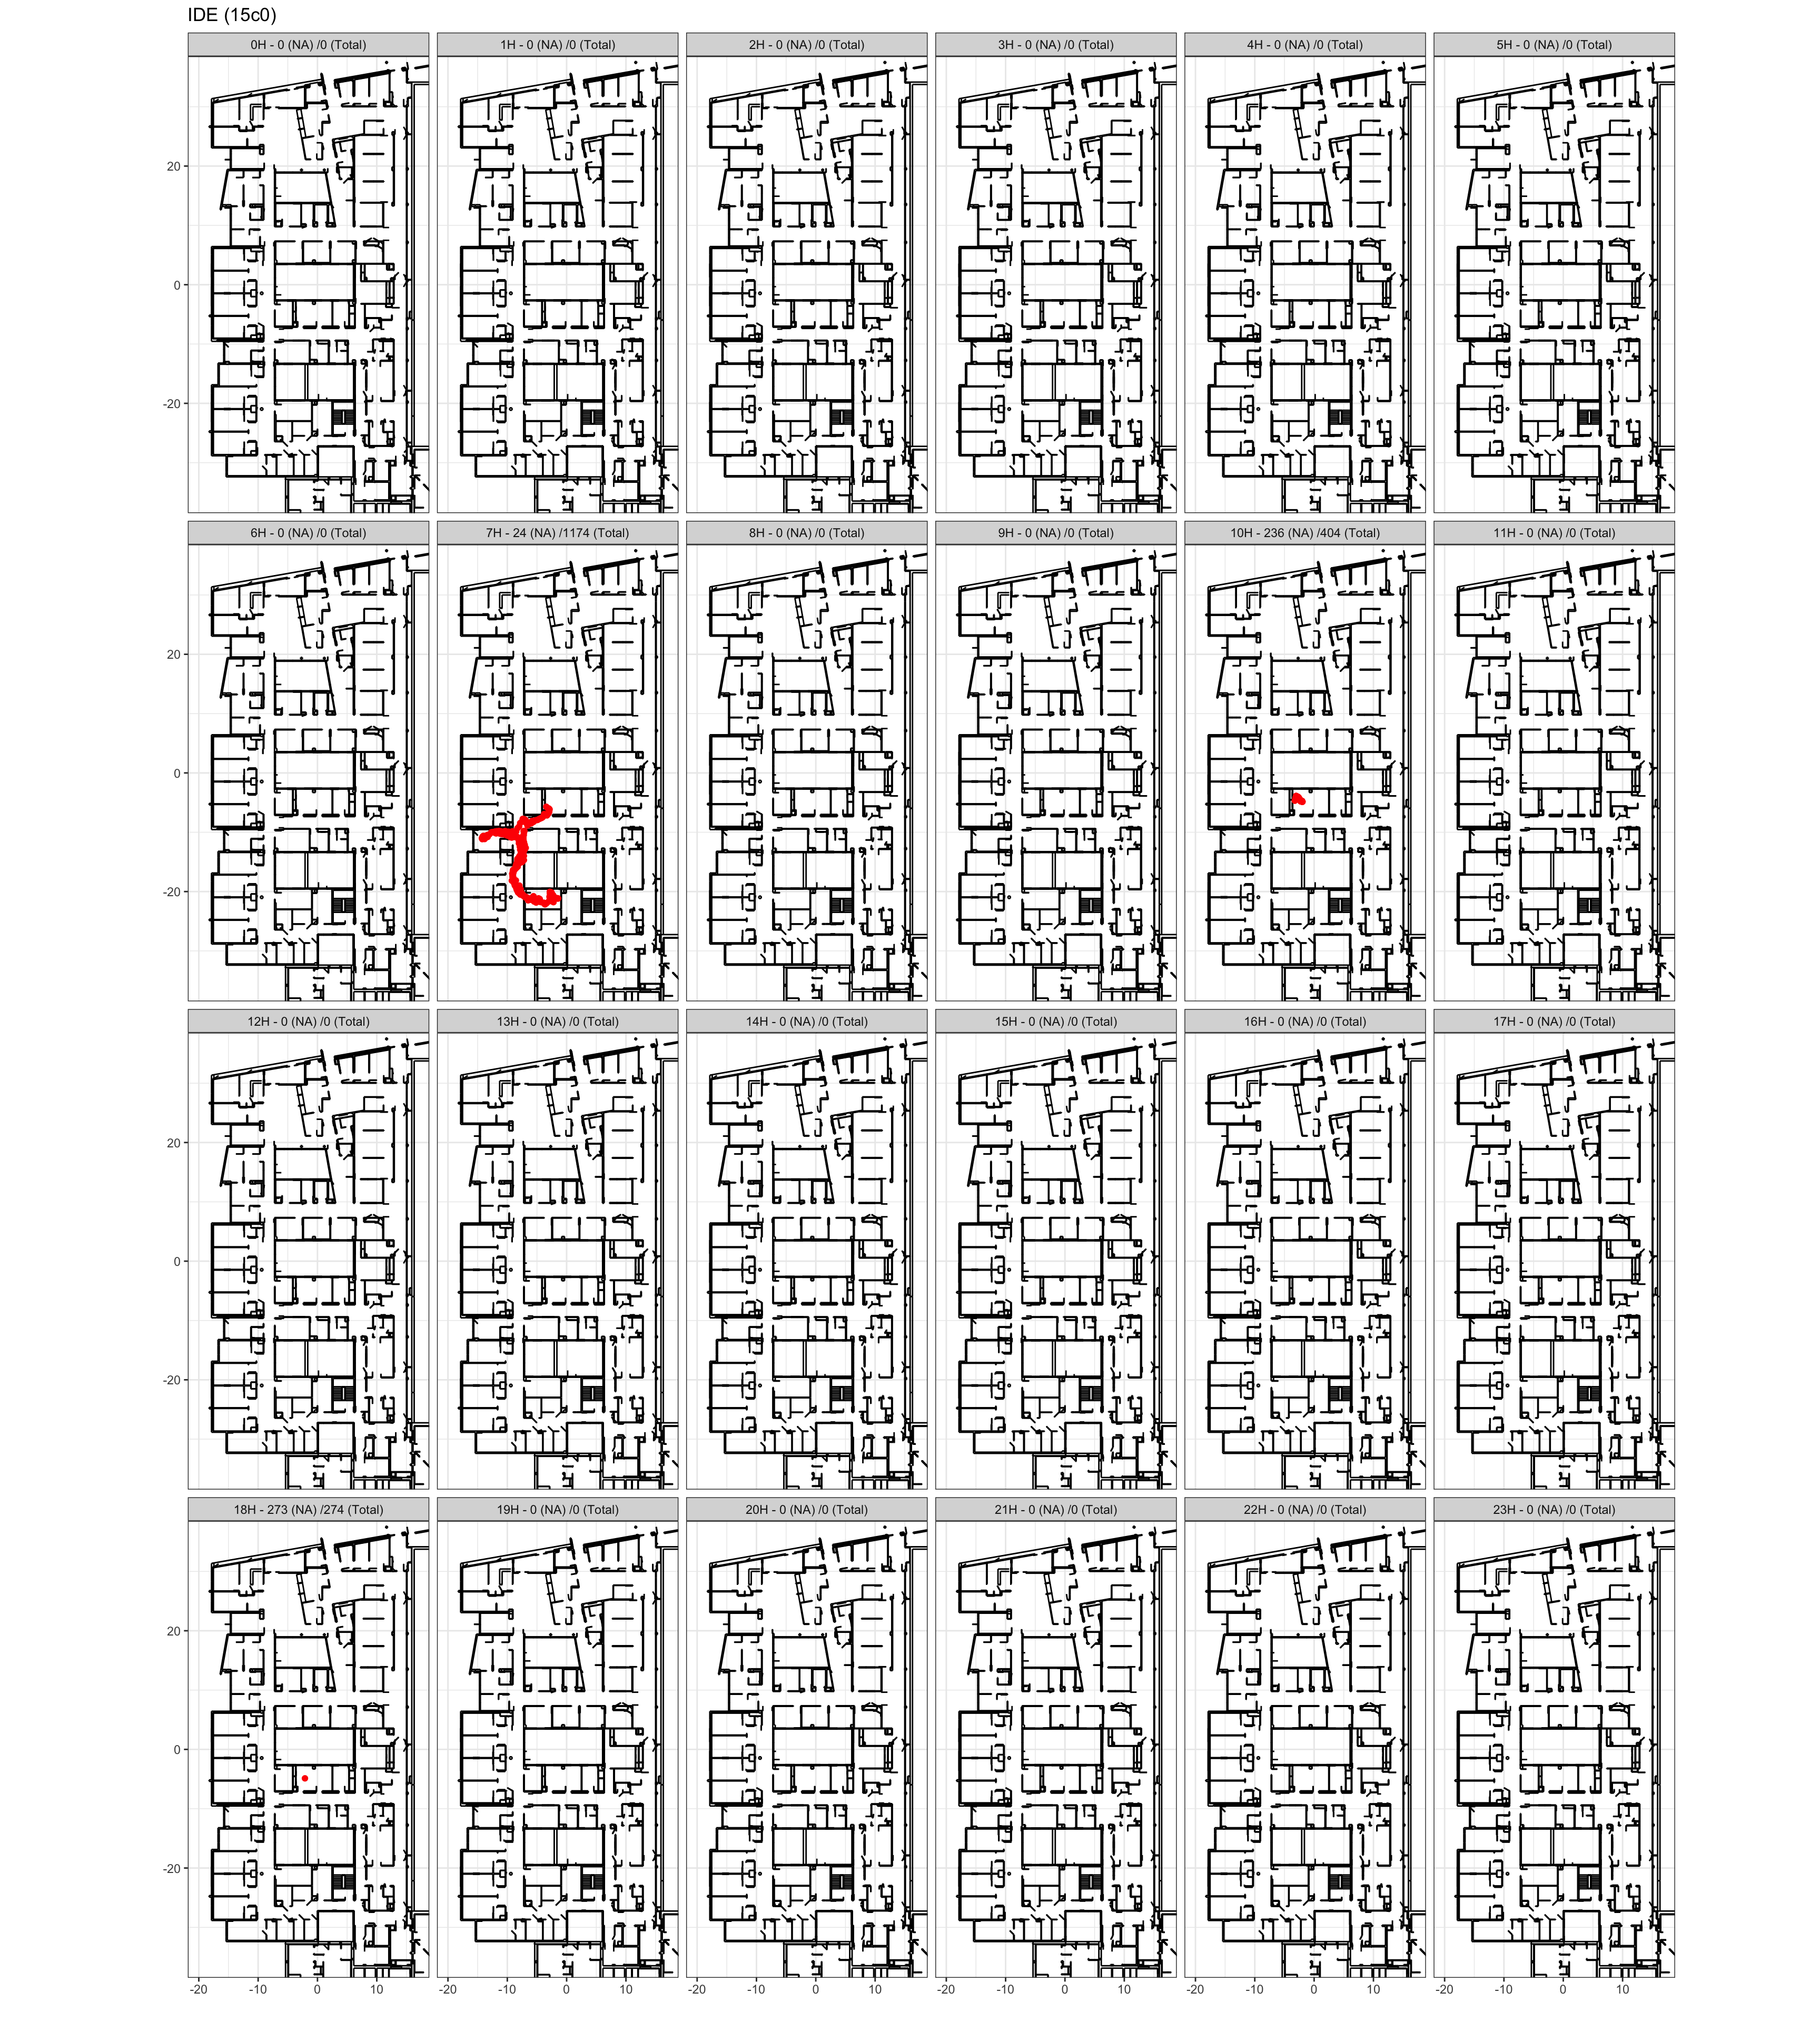 IDE (15c0)
0H - 0 (NA) /0 (Total) 1H - 0 (NA) /0 (Total) 2H - 0 (NA) /0 (Total) 3H - 0 (NA) /0 (Total) 4H - 0 (NA) /0 (Total) 5H - 0 (NA) /0 (Total)
20
0
-20
6H - 0 (NA) /0 (Total) 7H - 24 (NA) /1174 (Total) 8H - 0 (NA) /0 (Total) 9H - 0 (NA) /0 (Total) 10H - 236 (NA) /404 (Total) 11H - 0 (NA) /0 (Total)
20
0
-20
12H - 0 (NA) /0 (Total) 13H - 0 (NA) /0 (Total) 14H - 0 (NA) /0 (Total) 15H - 0 (NA) /0 (Total) 16H - 0 (NA) /0 (Total) 17H - 0 (NA) /0 (Total)
20
0
-20
18H - 273 (NA) /274 (Total) 19H - 0 (NA) /0 (Total) 20H - 0 (NA) /0 (Total) 21H - 0 (NA) /0 (Total) 22H - 0 (NA) /0 (Total) 23H - 0 (NA) /0 (Total)
20
0
-20
-20 -10 0 10 -20 -10 0 10 -20 -10 0 10 -20 -10 0 10 -20 -10 0 10 -20 -10 0 10